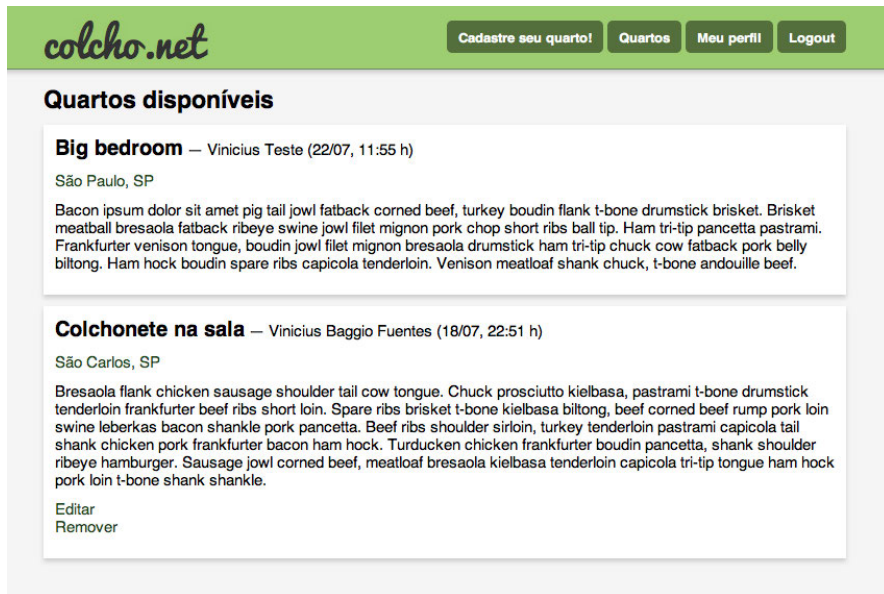 colcho.net
Cadastre seu quarto!
Quartos
Meu perfil
Logout
Quartos disponíveis
Big bedroom — Vinicius Teste (22/07, 11:55 h)
São Paulo, SP
Bacon ipsum dolor sit amet pig tail jowl fatback corned beef, turkey boudin flank t-bone drumstick brisket. Brisket
meatball bresaola fatback ribeye swine jowl filet mignon pork chop short ribs ball tip. Ham tri-tip pancetta pastrami.
Frankfurter venison tongue, boudin jowl filet mignon bresaola drumstick ham tri-tip chuck cow fatback pork belly
biltong. Ham hock boudin spare ribs capicola tenderloin. Venison meatloaf shank chuck, t-bone andouille beef.
Colchonete na sala — Vinicius Baggio Fuentes (18/07, 22:51 h)
São Carlos, SP
Bresaola flank chicken sausage shoulder tail cow tongue. Chuck prosciutto kielbasa, pastrami t-bone drumstick
tenderloin frankfurter beef ribs short loin. Spare ribs brisket t-bone kielbasa biltong, beef corned beef rump pork loin
swine leberkas bacon shankle pork pancetta. Beef ribs shoulder sirloin, turkey tenderloin pastrami capicola tail
shank chicken pork frankfurter bacon ham hock. Turducken chicken frankfurter boudin pancetta, shank shoulder
ribeye hamburger. Sausage jowl corned beef, meatloaf bresaola kielbasa tenderloin capicola tri-tip tongue ham hock
pork loin t-bone shank shankle.
Editar
Remover